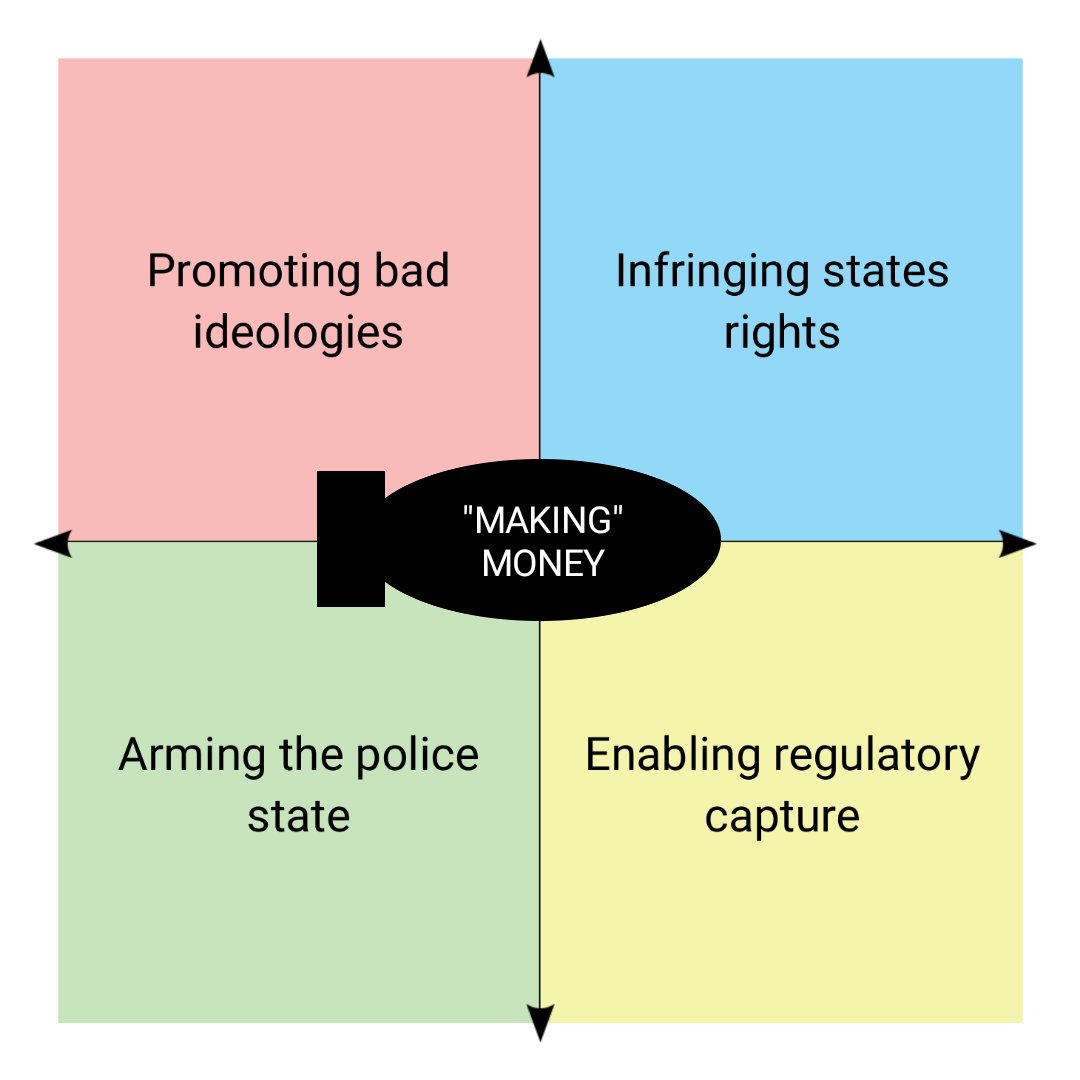 Promoting bad
ideologies
Infringing states
rights
"MAKING"
MONEY
Arming the police
state
Enabling regulatory
capture